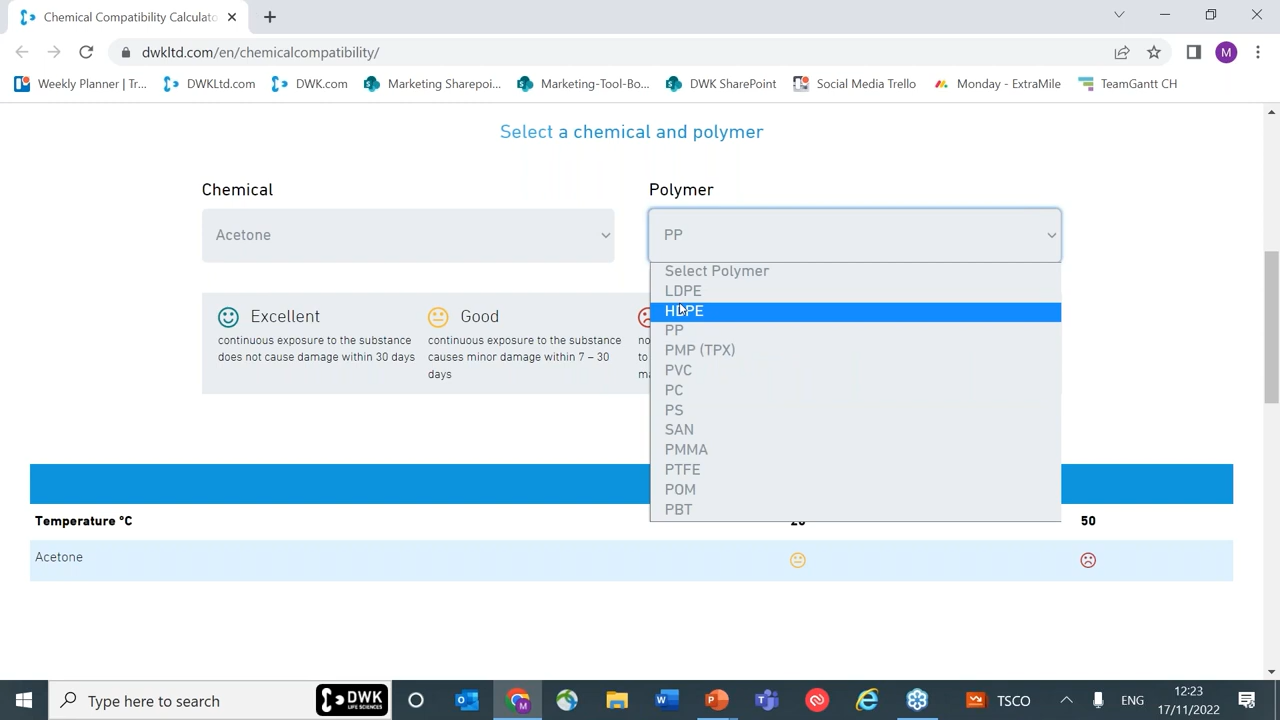 Chemical Compatibility Calculato
dwkltd.com/en/chemicalcompatibility/
M
Weekly Planner | Tr...
DWKLtd.com
DWK.com
Marketing Sharepoi...
Marketing-Tool-Bo...
DWK SharePoint
Social Media Trello
Monday - ExtraMile
TeamGantt CH
Select a chemical and polymer
Chemical
Polymer
Acetone
PP
Select Polymer
LDPE
HDPE
PP
PMP (TPX)
PVC
PC
PS
SAN
PMMA
PTFE
POM
PBT
Excellent
continuous exposure to the substance
does not cause damage within 30 days
Good
continuous exposure to the substance
causes minor damage within 7 – 30
days
Temperature °C
20
50
Acetone
Type here to search
DWK
LIFE SCIENCES
TSCO
ENG
12:23
17/11/2022